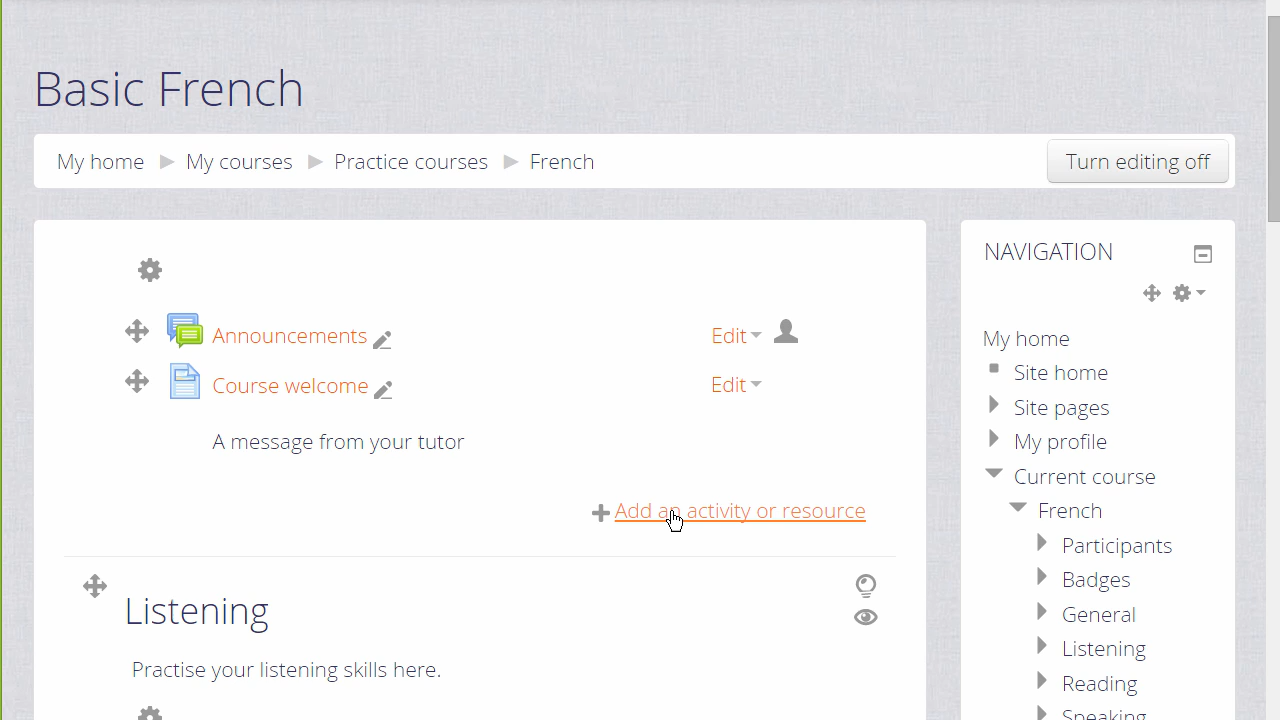 Basic French
My home My courses Practice courses French
Turn editing off
Announcements Edit
Course welcome Edit
A message from your tutor
Add an activity or resource
Listening
Practise your listening skills here.
NAVIGATION
My home
Site home
Site pages
My profile
Current course
French
Participants
Badges
General
Listening
Reading
Speaking